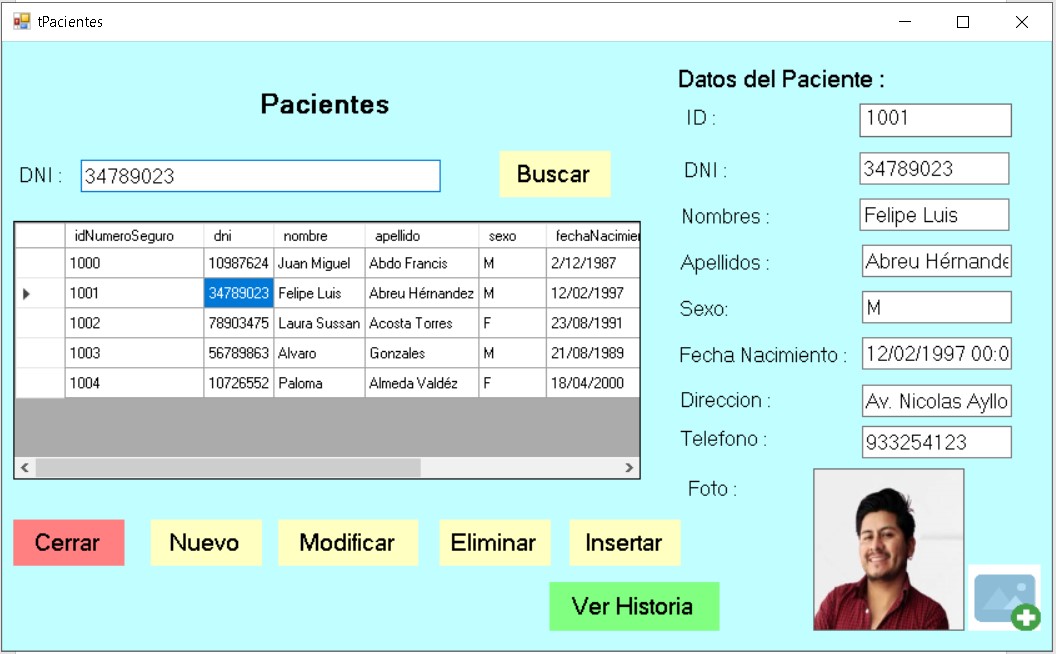 tPacientes
Pacientes
DNI :
34789023
Buscar
idNumeroSeguro dni nombre apellido sexo fechaNacimier
1000 10987624 Juan Miguel Abdo Francis M 2/12/1987
1001 34789023 Felipe Luis Abreu Hérnandez M 12/02/1997
1002 78903475 Laura Sussan Acosta Torres F 23/08/1991
1003 56789863 Alvaro Gonzales M 21/08/1989
1004 10726552 Paloma Almeda Valdéz F 18/04/2000
Cerrar
Nuevo
Modificar
Eliminar
Insertar
Ver Historia
Datos del Paciente :
ID : 1001
DNI : 34789023
Nombres : Felipe Luis
Apellidos : Abreu Hérnande
Sexo: M
Fecha Nacimiento : 12/02/1997 00:0
Direccion : Av. Nicolas Ayllo
Telefono : 933254123
Foto :